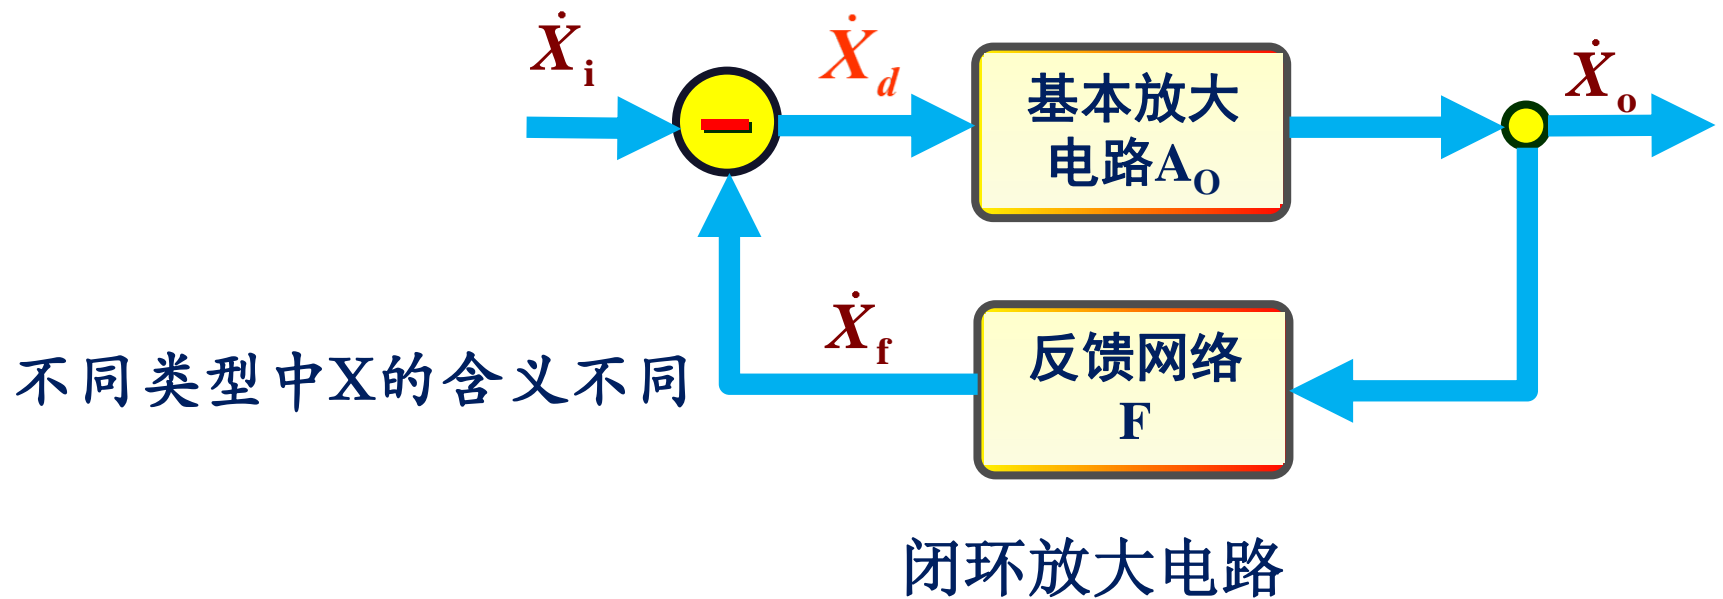 Ẋi
Ẋd
基本放大
电路AO
Ẋo
Ẋf
反馈网络
F
不同类型中X的含义不同
闭环放大电路